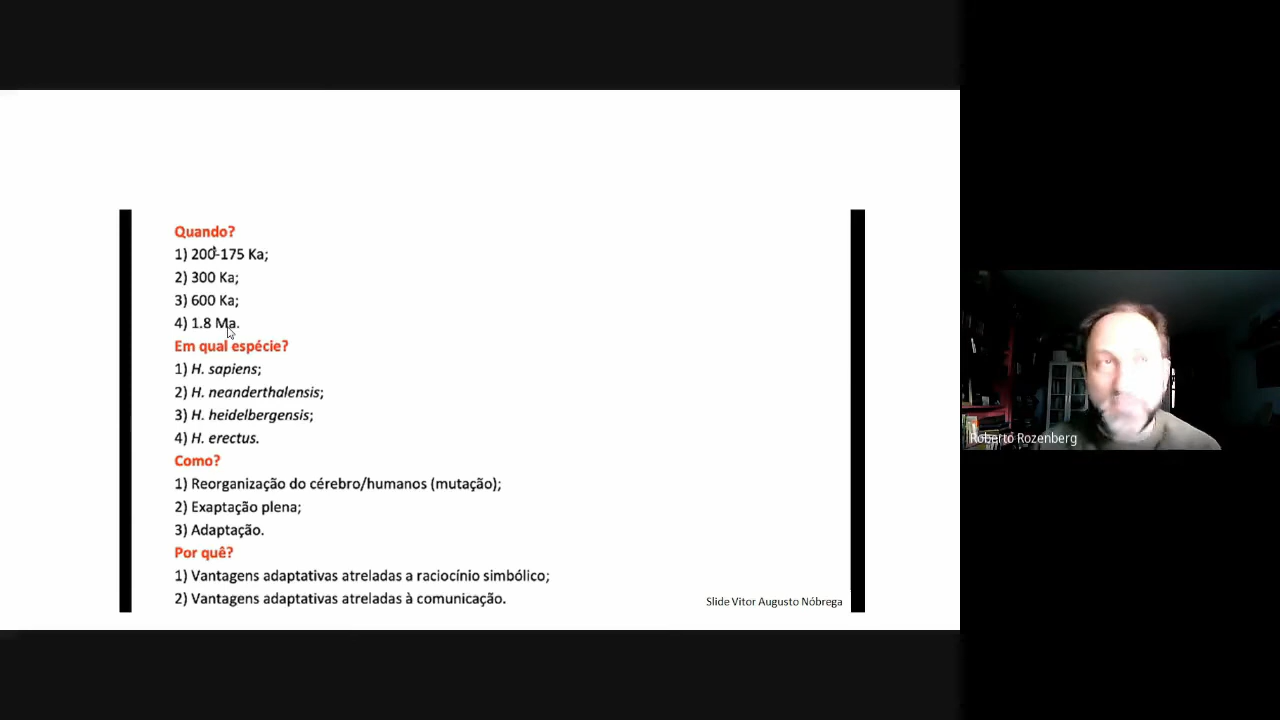 Quando?
1) 200-175 Ka;
2) 300 Ka;
3) 600 Ka;
4) 1.8 Ma.
Em qual espécie?
1) H. sapiens;
2) H. neanderthalensis;
3) H. heidelbergensis;
4) H. erectus.
Como?
1) Reorganização do cérebro/humanos (mutação);
2) Exaptação plena;
3) Adaptação.
Por quê?
1) Vantagens adaptativas atreladas a raciocínio simbólico;
2) Vantagens adaptativas atreladas à comunicação.
Slide Vitor Augusto Nóbrega
Roberto Rozenberg